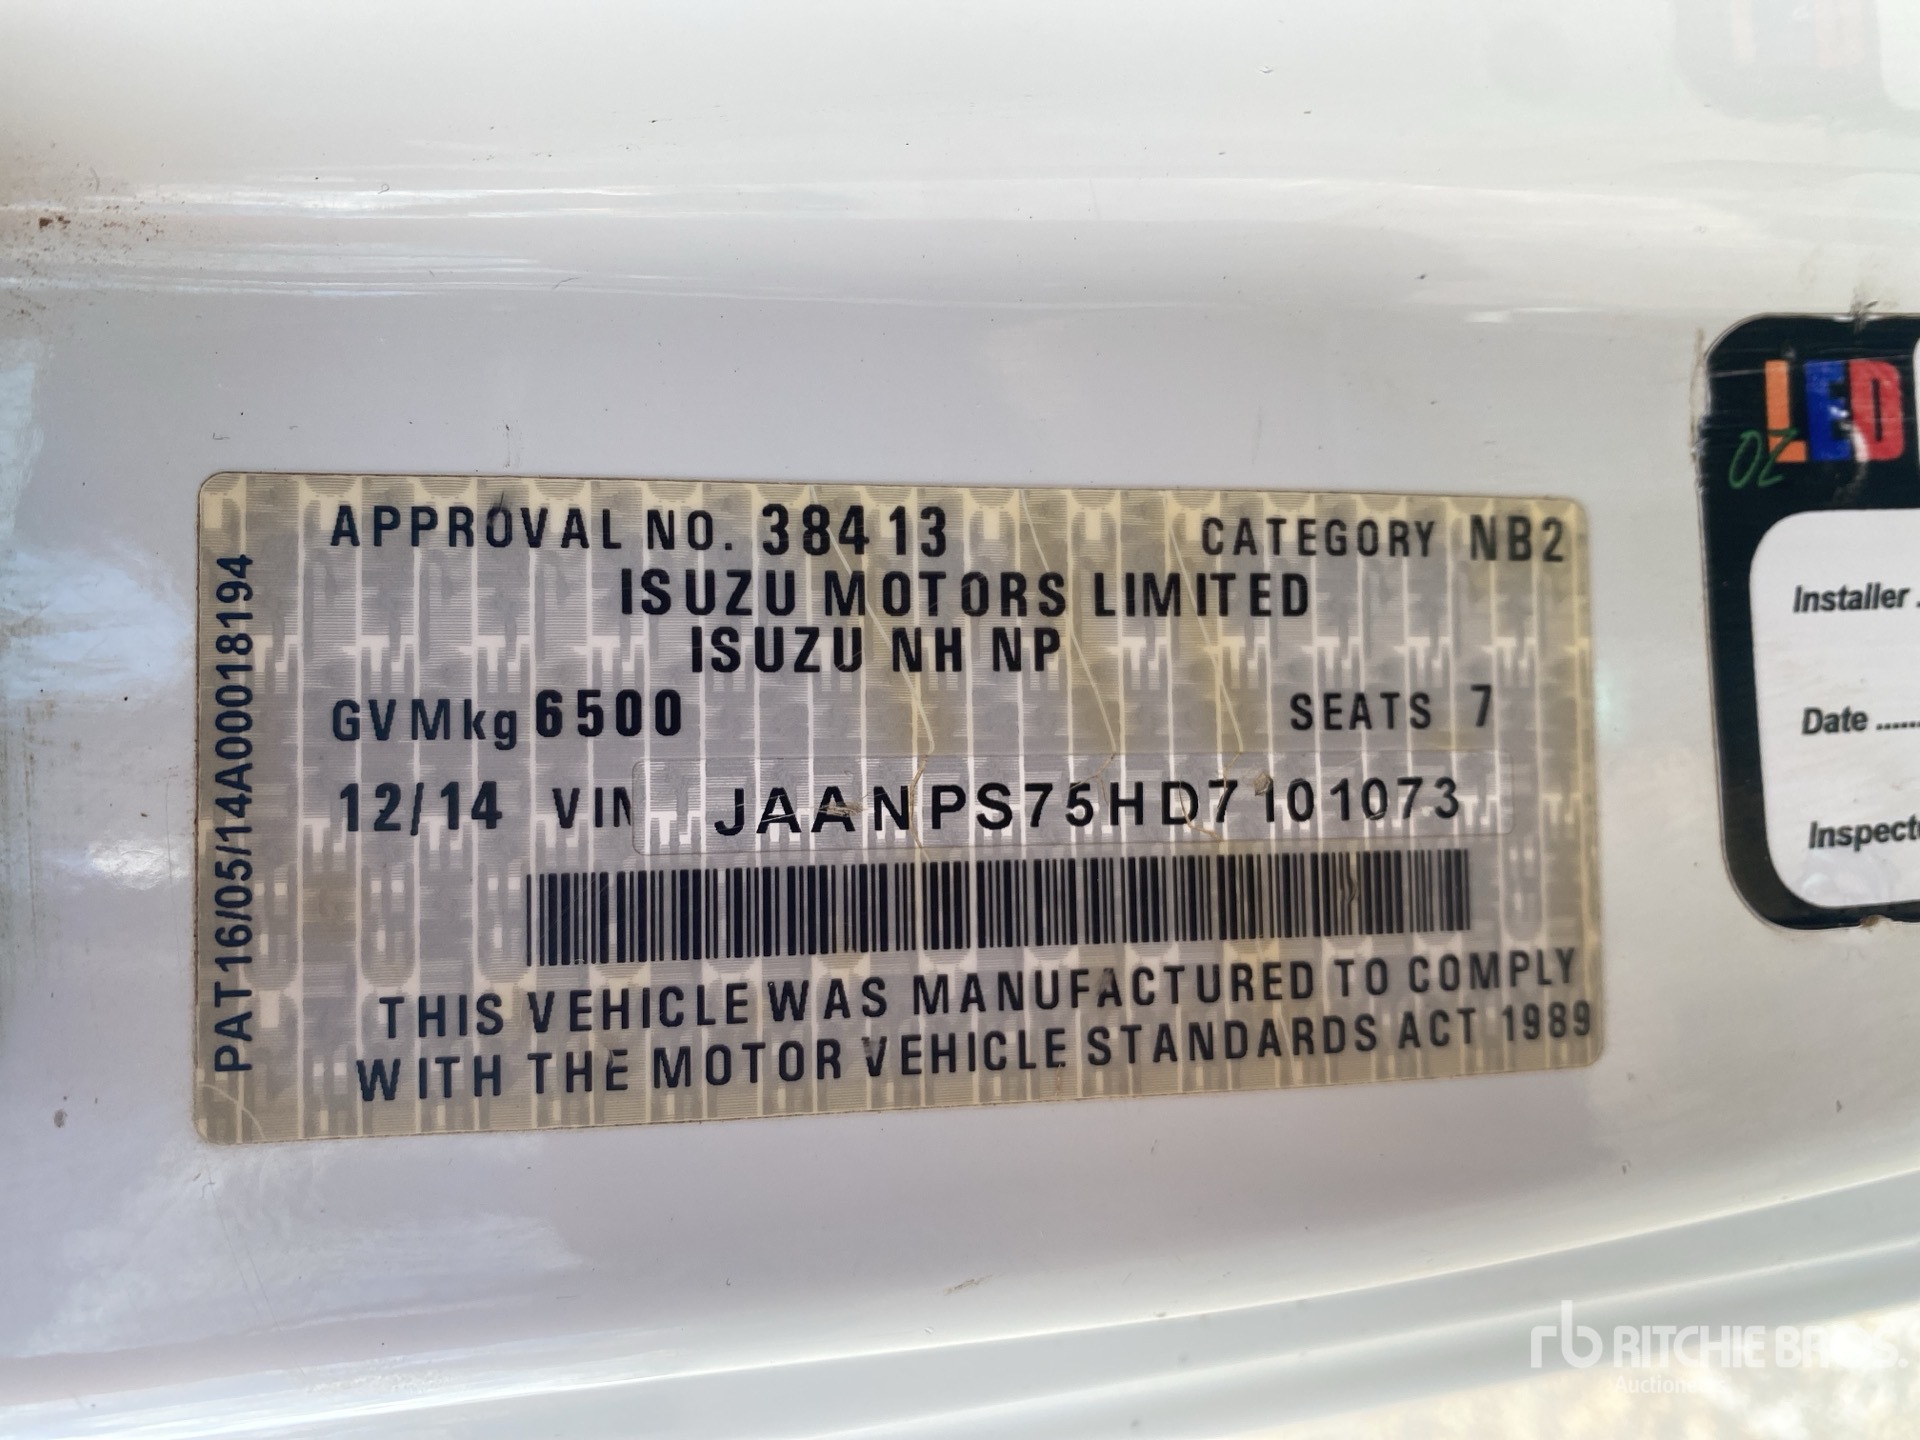 APPROVAL NO. 38413 CATEGORY NB2
ISUZU MOTORS LIMITED
ISUZU NH NP
GVMkg 6500 SEATS 7
12/14 VIN JAANPS75HD7101073
THIS VEHICLE WAS MANUFACTURED TO COMPLY
WITH THE MOTOR VEHICLE STANDARDS ACT 1989
PAT16/05/14A00018194
LED
Installer .
Date ......
rb RITCHIE BROS.